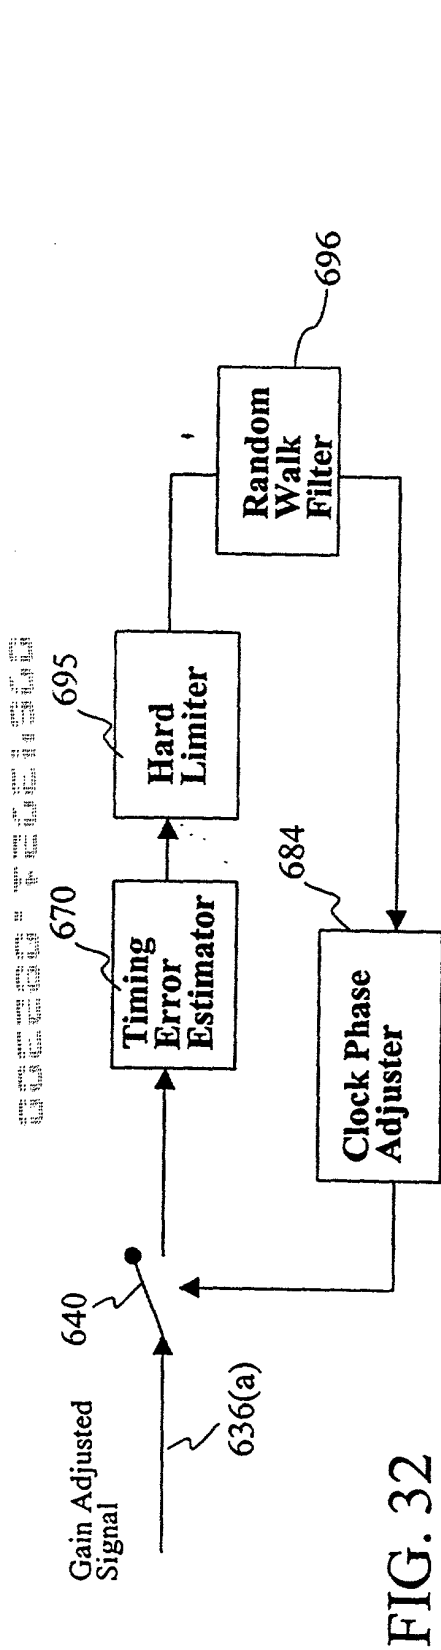 Gain Adjusted
Signal
636(a)
640
670
Timing
Error
Estimator
695
Hard
Limiter
696
Random
Walk
Filter
684
Clock Phase
Adjuster
FIG. 32